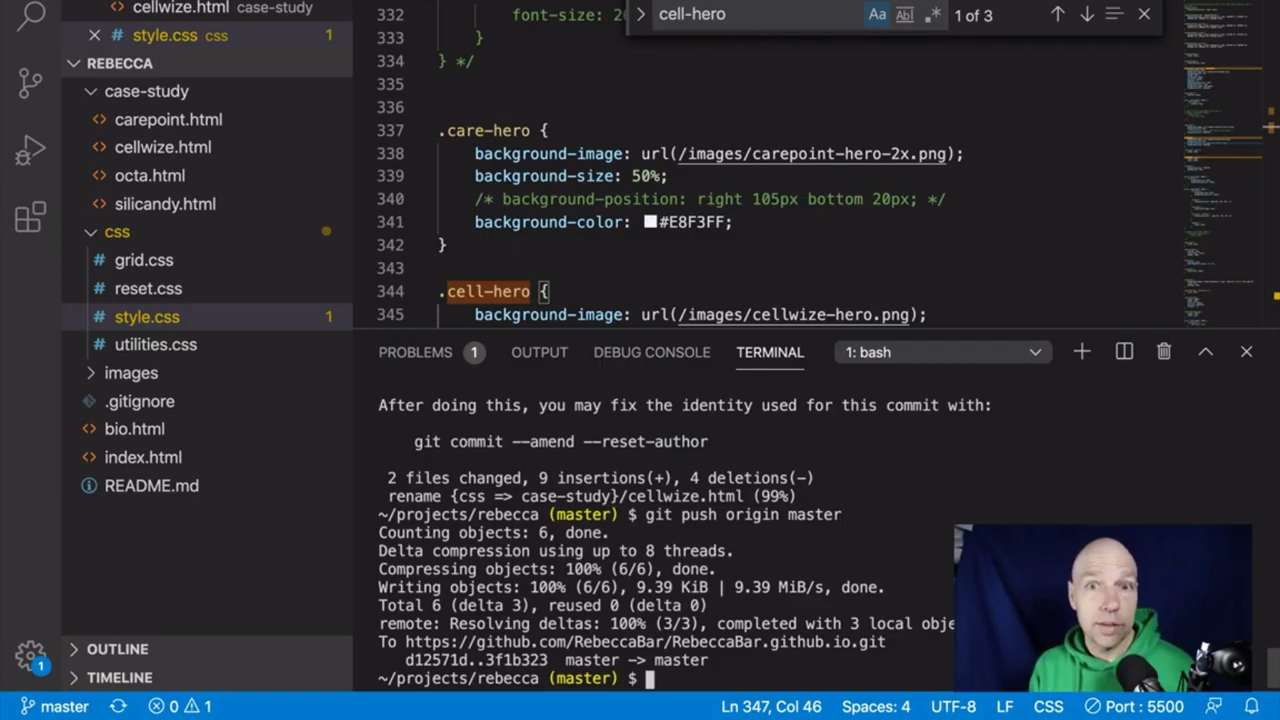 cellwize.html case-study
style.css css 1
REBECCA
case-study
carepoint.html
cellwize.html
octa.html
silicandy.html
css
grid.css
reset.css
style.css 1
utilities.css
images
.gitignore
bio.html
index.html
README.md
OUTLINE
TIMELINE
1
cell-hero Aa Abl .* 1 of 3
332 font-size: 2
333 }
334 } */
335
336
337 .care-hero {
338 background-image: url(/images/carepoint-hero-2x.png);
339 background-size: 50%;
340 /* background-position: right 105px bottom 20px; */
341 background-color: #E8F3FF;
342 }
343
344 .cell-hero {
345 background-image: url(/images/cellwize-hero.png);
PROBLEMS 1 OUTPUT DEBUG CONSOLE TERMINAL 1: bash
After doing this, you may fix the identity used for this commit with:
git commit --amend --reset-author
2 files changed, 9 insertions(+), 4 deletions(-)
rename {css => case-study}/cellwize.html (99%)
~/projects/rebecca (master) $ git push origin master
Counting objects: 6, done.
Delta compression using up to 8 threads.
Compressing objects: 100% (6/6), done.
Writing objects: 100% (6/6), 9.39 KiB | 9.39 MiB/s, done.
Total 6 (delta 3), reused 0 (delta 0)
remote: Resolving deltas: 100% (3/3), completed with 3 local obje
To https://github.com/RebeccaBar/RebeccaBar.github.io.git
d12571d..3f1b323 master -> master
~/projects/rebecca (master) $
master 0 1 Ln 347, Col 46 Spaces: 4 UTF-8 LF CSS Port : 5500